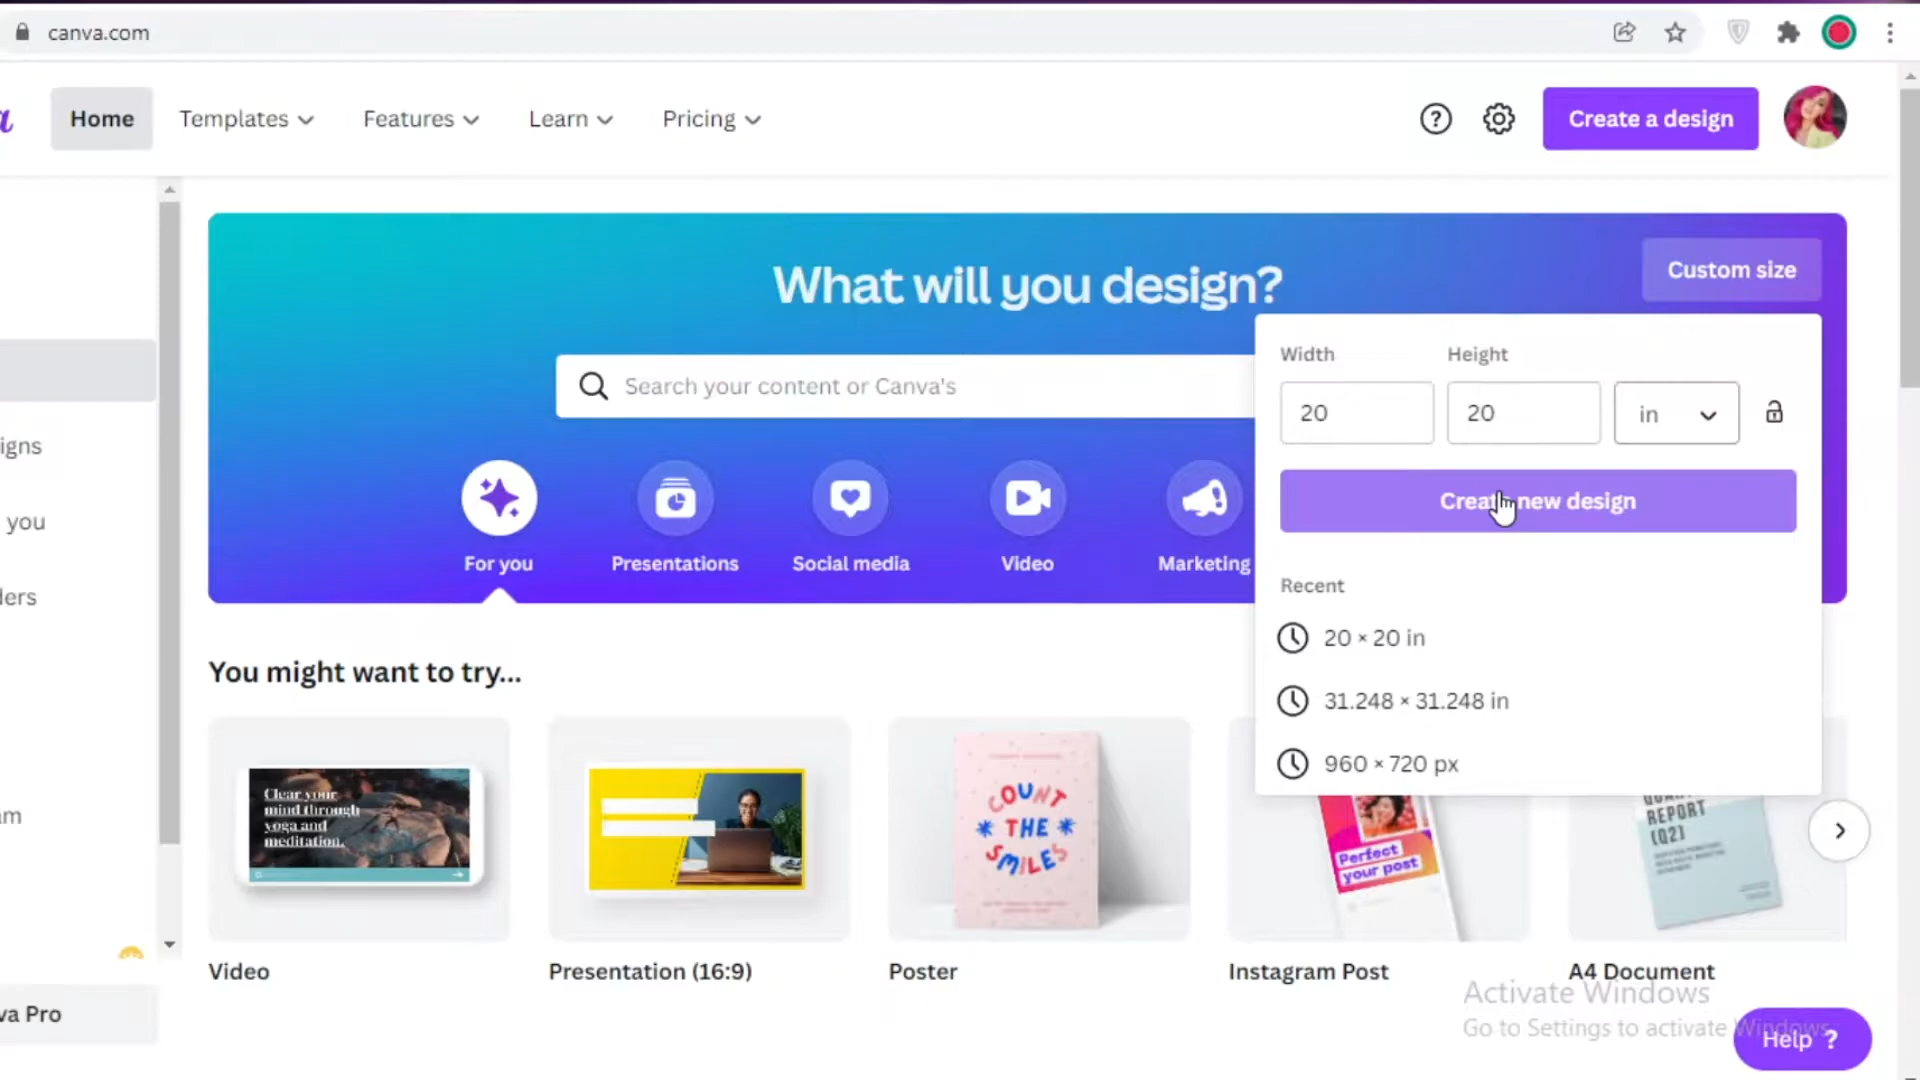 canva.com
a
Home
Templates
Features
Learn
Pricing
?
Create a design
What will you design?
Custom size
Search your content or Canva's
Width
Height
20
20
in
Create new design
For you
Presentations
Social media
Video
Marketing
Recent
20 × 20 in
31.248 × 31.248 in
960 × 720 px
igns
you
ders
am
va Pro
You might want to try...
Clear your
mind through
yoga and
meditation.
COUNT
THE
SMILES
Perfect
your post
REPORT
(Q2)
Video
Presentation (16:9)
Poster
Instagram Post
A4 Document
Activate Windows
Go to Settings to activate Windows.
Help ?